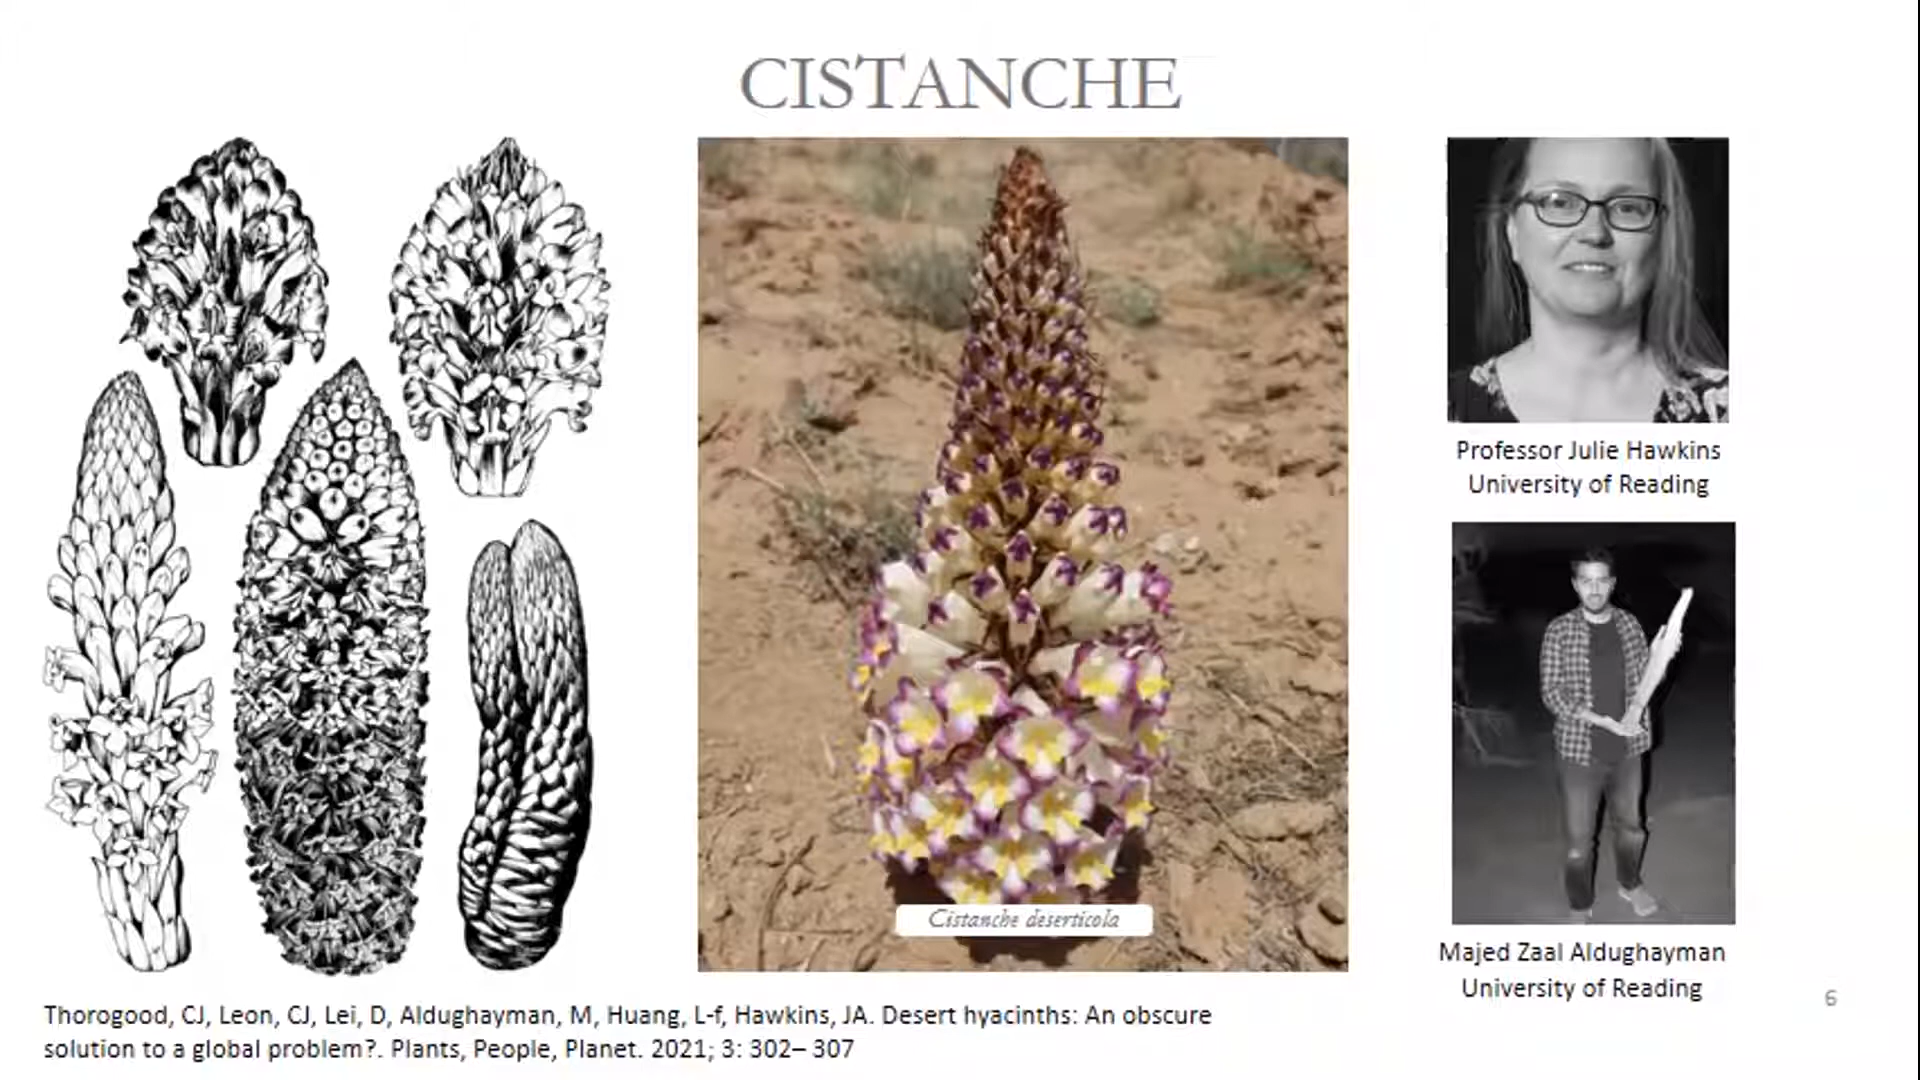 CISTANCHE
Cistanche deserticola
Professor Julie Hawkins
University of Reading
Majed Zaal Aldughayman
University of Reading
Thorogood, CJ, Leon, CJ, Lei, D, Aldughayman, M, Huang, L-f, Hawkins, JA. Desert hyacinths: An obscure
solution to a global problem?. Plants, People, Planet. 2021; 3: 302– 307
6